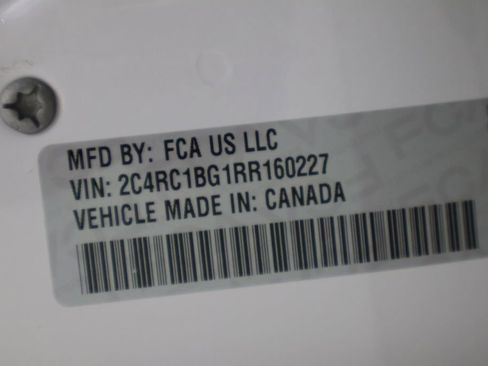 MFD BY: FCA US LLC
VIN: 2C4RC1BG1RR160227
VEHICLE MADE IN: CANADA